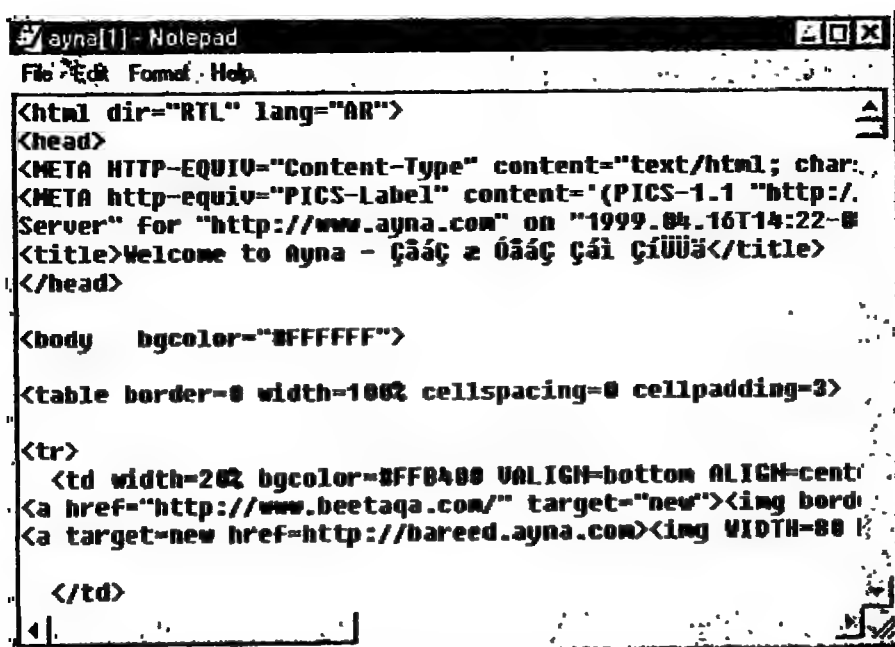 ayna[1] - Notepad
File Edit Format Help
<html dir="RTL" lang="AR">
<head>
<META HTTP-EQUIV="Content-Type" content="text/html; char
<META http-equiv="PICS-Label" content='(PICS-1.1 "http:/
Server" for "http://www.ayna.com" on "1999.04.16T14:22-0
<title>Welcome to Ayna - ÇåáÇ æ ÓåáÇ Çáì ÇíÜÜä</title>
</head>
<body   bgcolor="#FFFFFF">
<table border=0 width=100% cellspacing=0 cellpadding=3>
<tr>
<td width=20% bgcolor=#FFB400 VALIGN=bottom ALIGN=cent
<a href="http://www.beetaqa.com/" target="new"><img bord
<a target=new href=http://bareed.ayna.com><img WIDTH=80
</td>